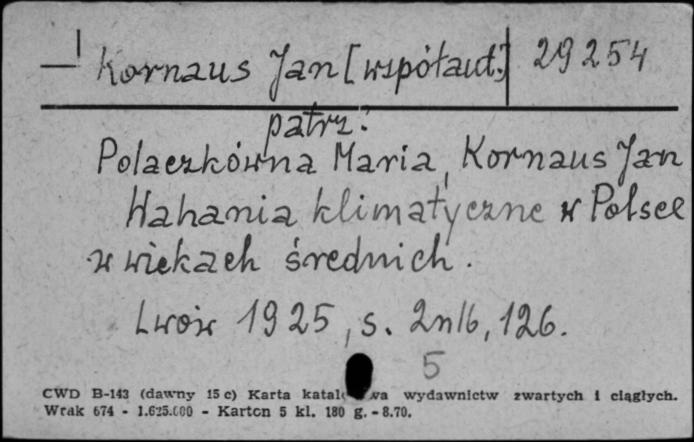 Kornaus Jan [współaut.] 29254
patrz:
Polaczkówna Maria, Kornaus Jan
Wahania klimatyczne w Polsce
w wiekach średnich.
Lwów 1925, s. 2nlb, 126.
5
CWD B-143 (dawny 15 c) Karta wydawnictw zwartych i ciągłych.
Wrak 674 - 1.625.000 - Karton 5 kl. 180 g. - 8.70.